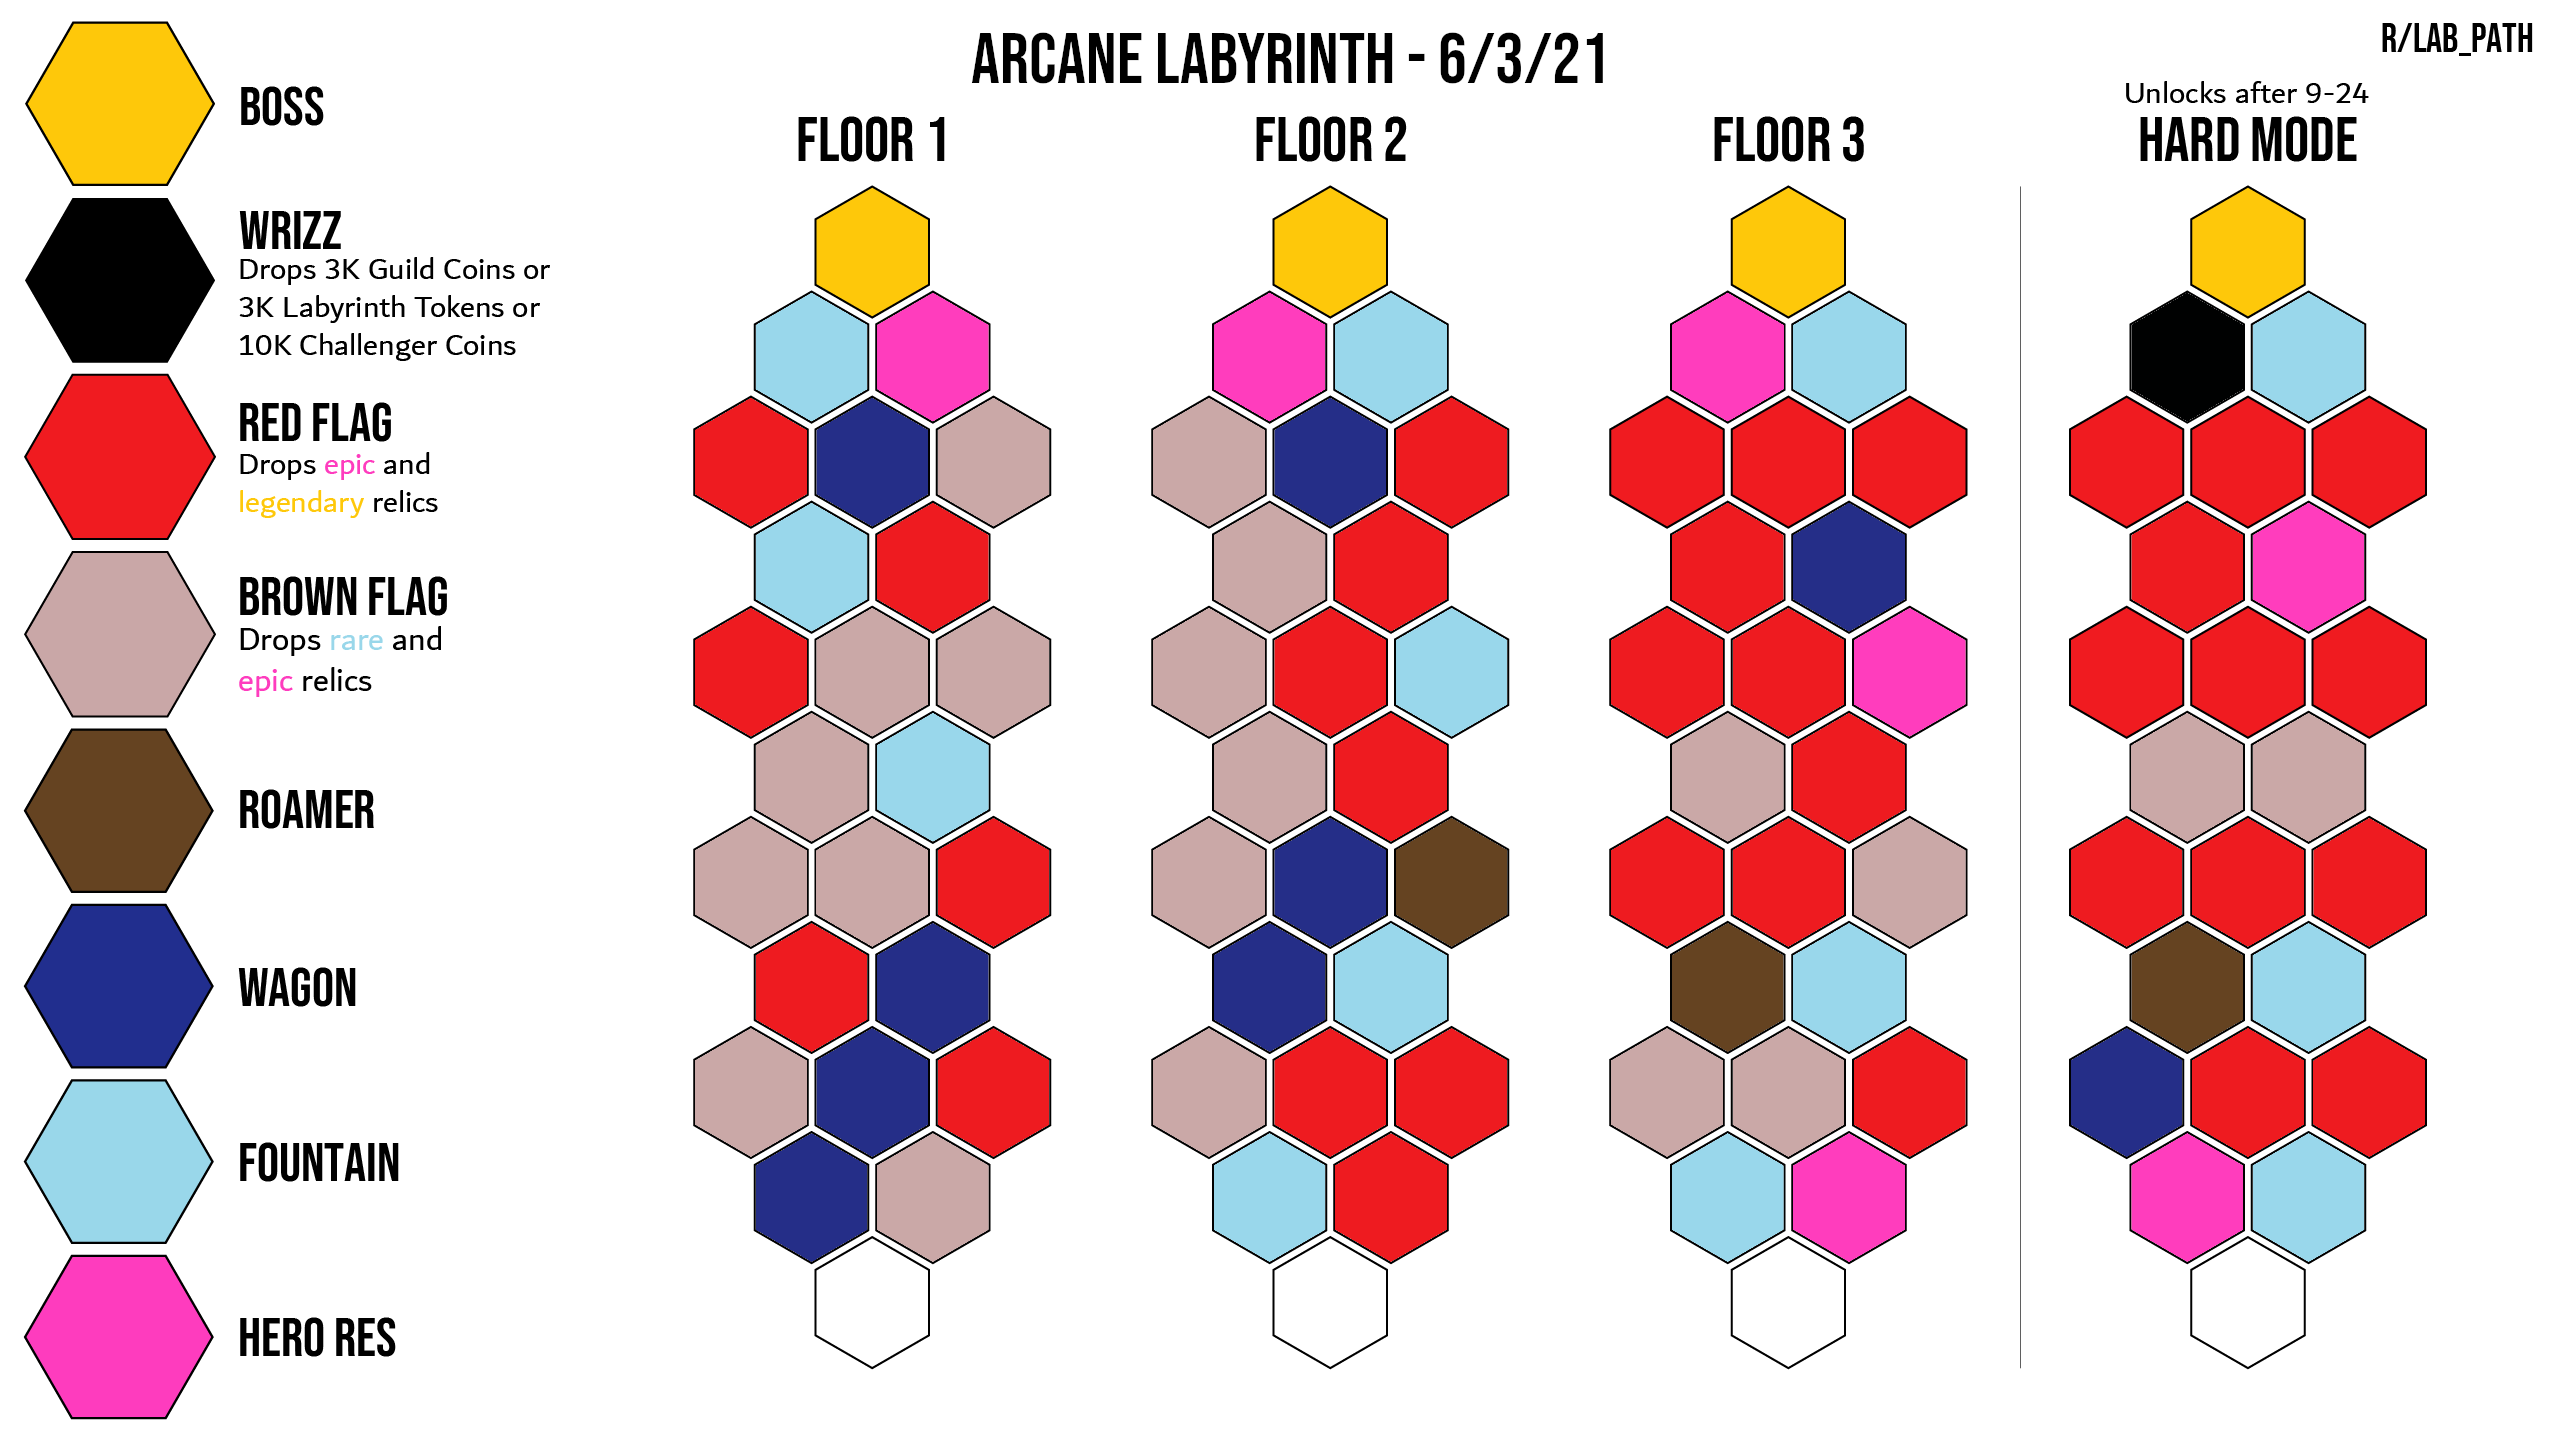 ARCANE LABYRINTH - 6/3/21
R/LAB_PATH
BOSS
WRIZZ
Drops 3K Guild Coins or
3K Labyrinth Tokens or
10K Challenger Coins
RED FLAG
Drops epic and
legendary relics
BROWN FLAG
Drops rare and
epic relics
ROAMER
WAGON
FOUNTAIN
HERO RES
FLOOR 1
FLOOR 2
FLOOR 3
Unlocks after 9-24
HARD MODE